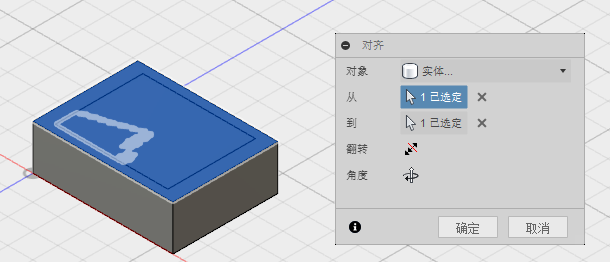 对齐
对象 实体...
从 1 已选定
到 1 已选定
翻转
角度
确定 取消